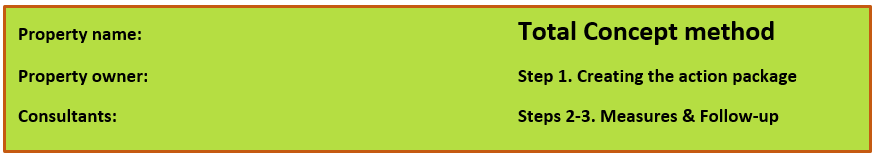 Property name:
Total Concept method
Property owner:
Step 1. Creating the action package
Consultants:
Steps 2-3. Measures & Follow-up